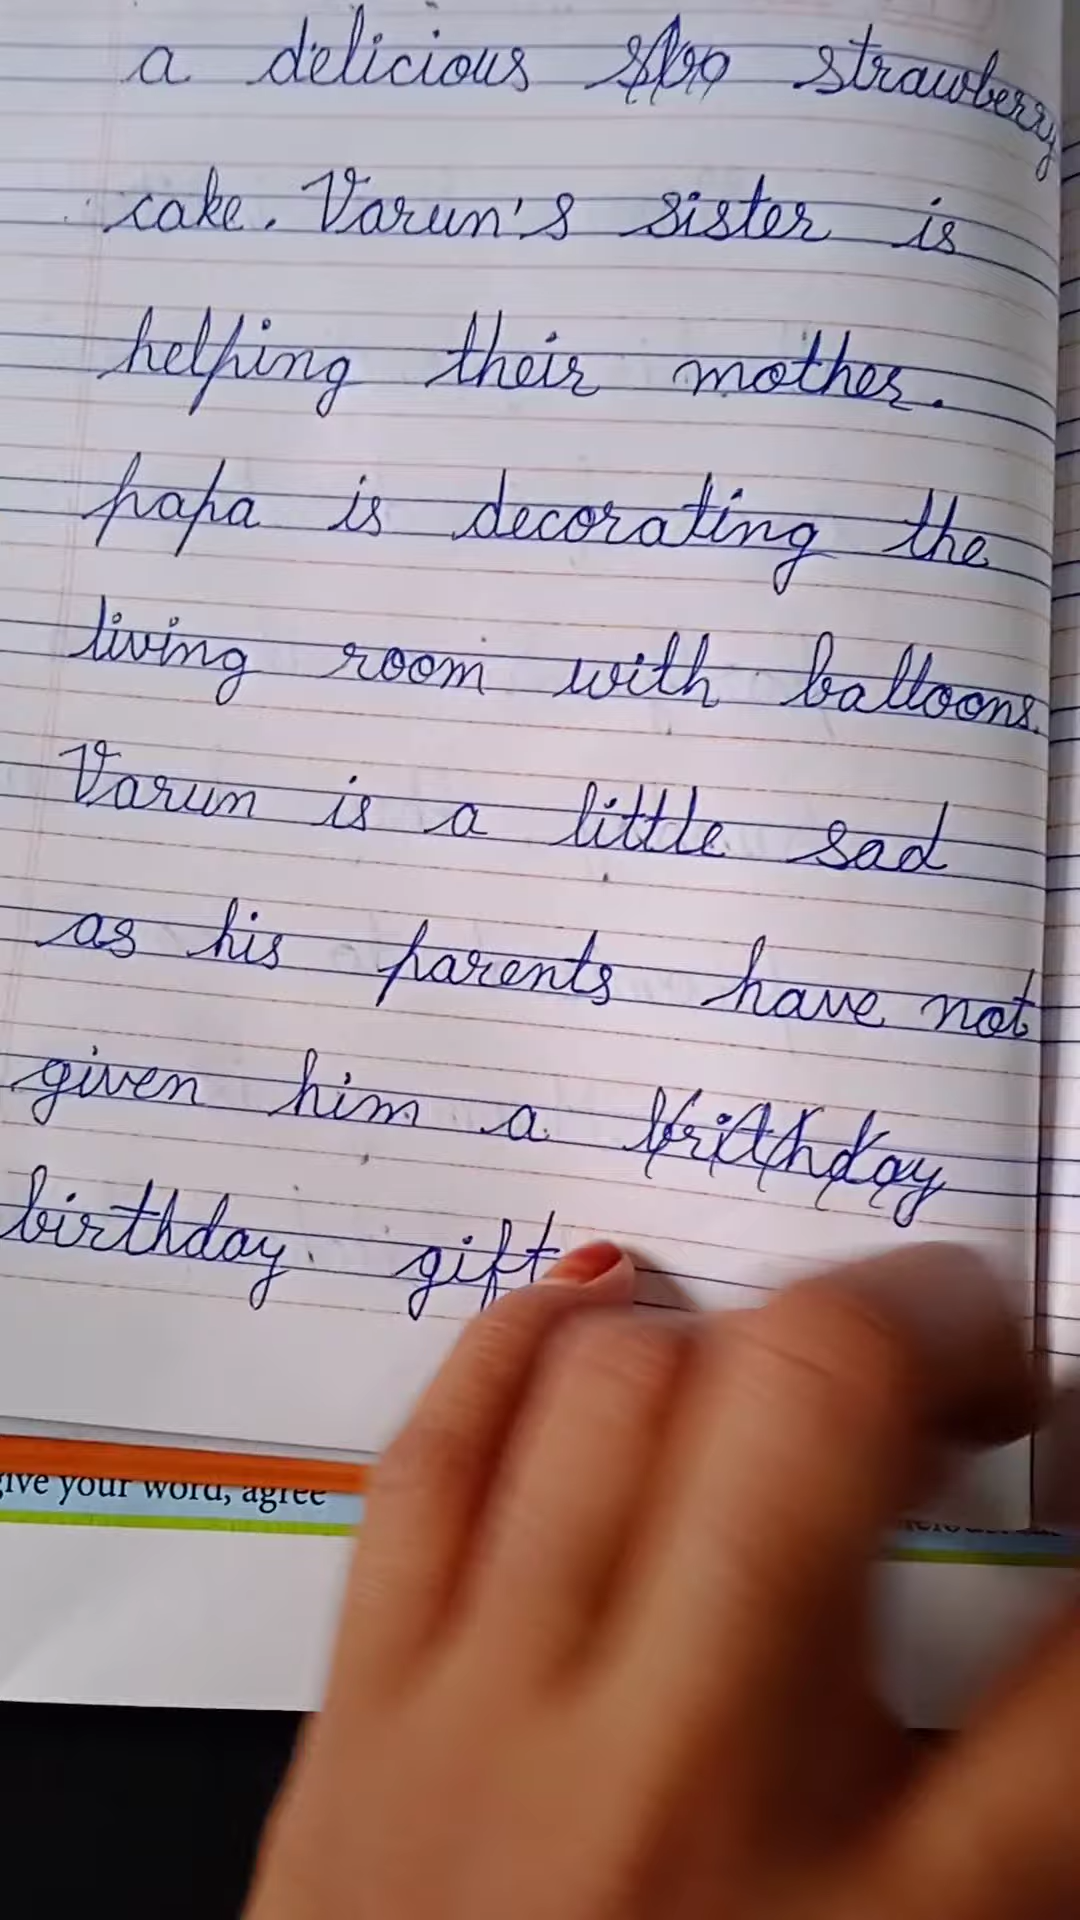 a delicious strawberry
cake. Varun's sister is
helping their mother.
papa is decorating the
living room with balloons.
Varun is a little sad
as his parents have not
given him a brithday
birthday gift
give your word, agree